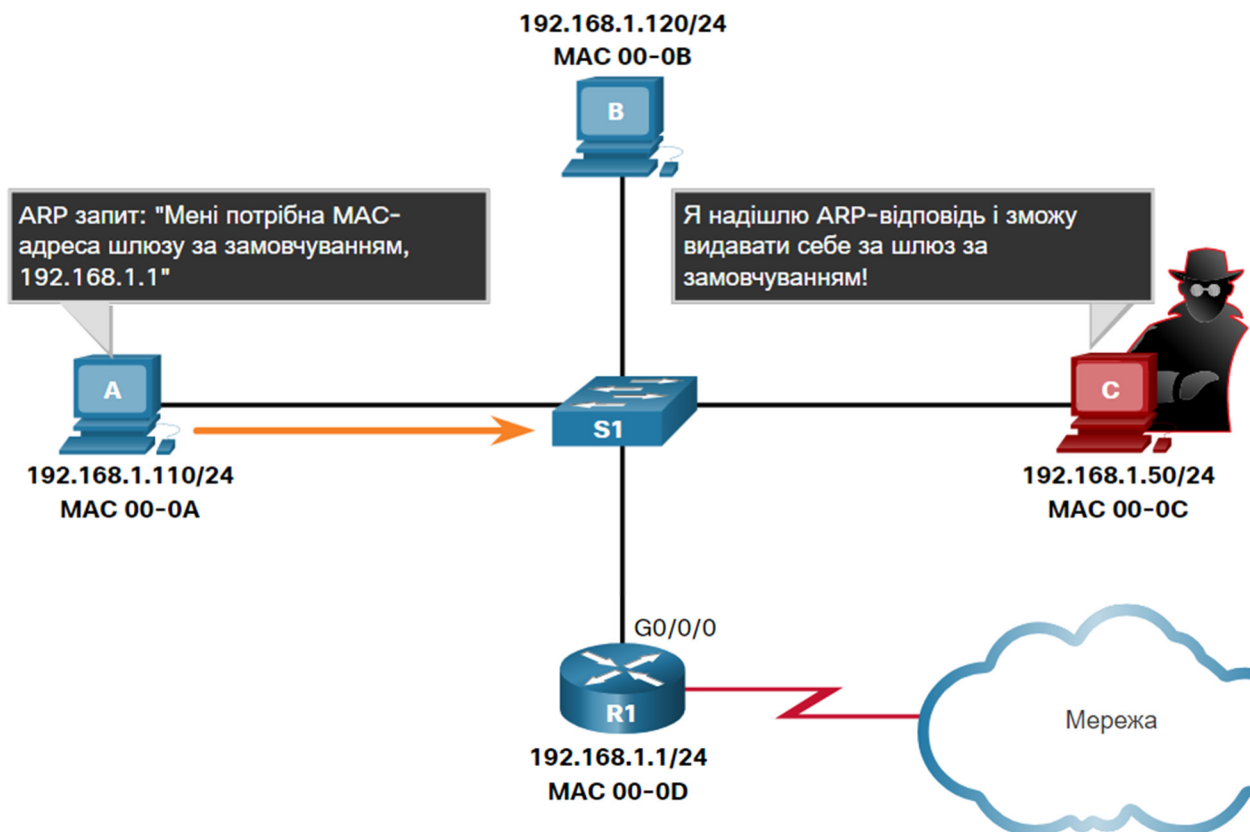 192.168.1.120/24
MAC 00-0B
B
ARP запит: "Мені потрібна MAC-
адреса шлюзу за замовчуванням,
192.168.1.1"
Я надішлю ARP-відповідь і зможу
видавати себе за шлюз за
замовчуванням!
A
S1
C
192.168.1.110/24
MAC 00-0A
192.168.1.50/24
MAC 00-0C
G0/0/0
R1
Мережа
192.168.1.1/24
MAC 00-0D